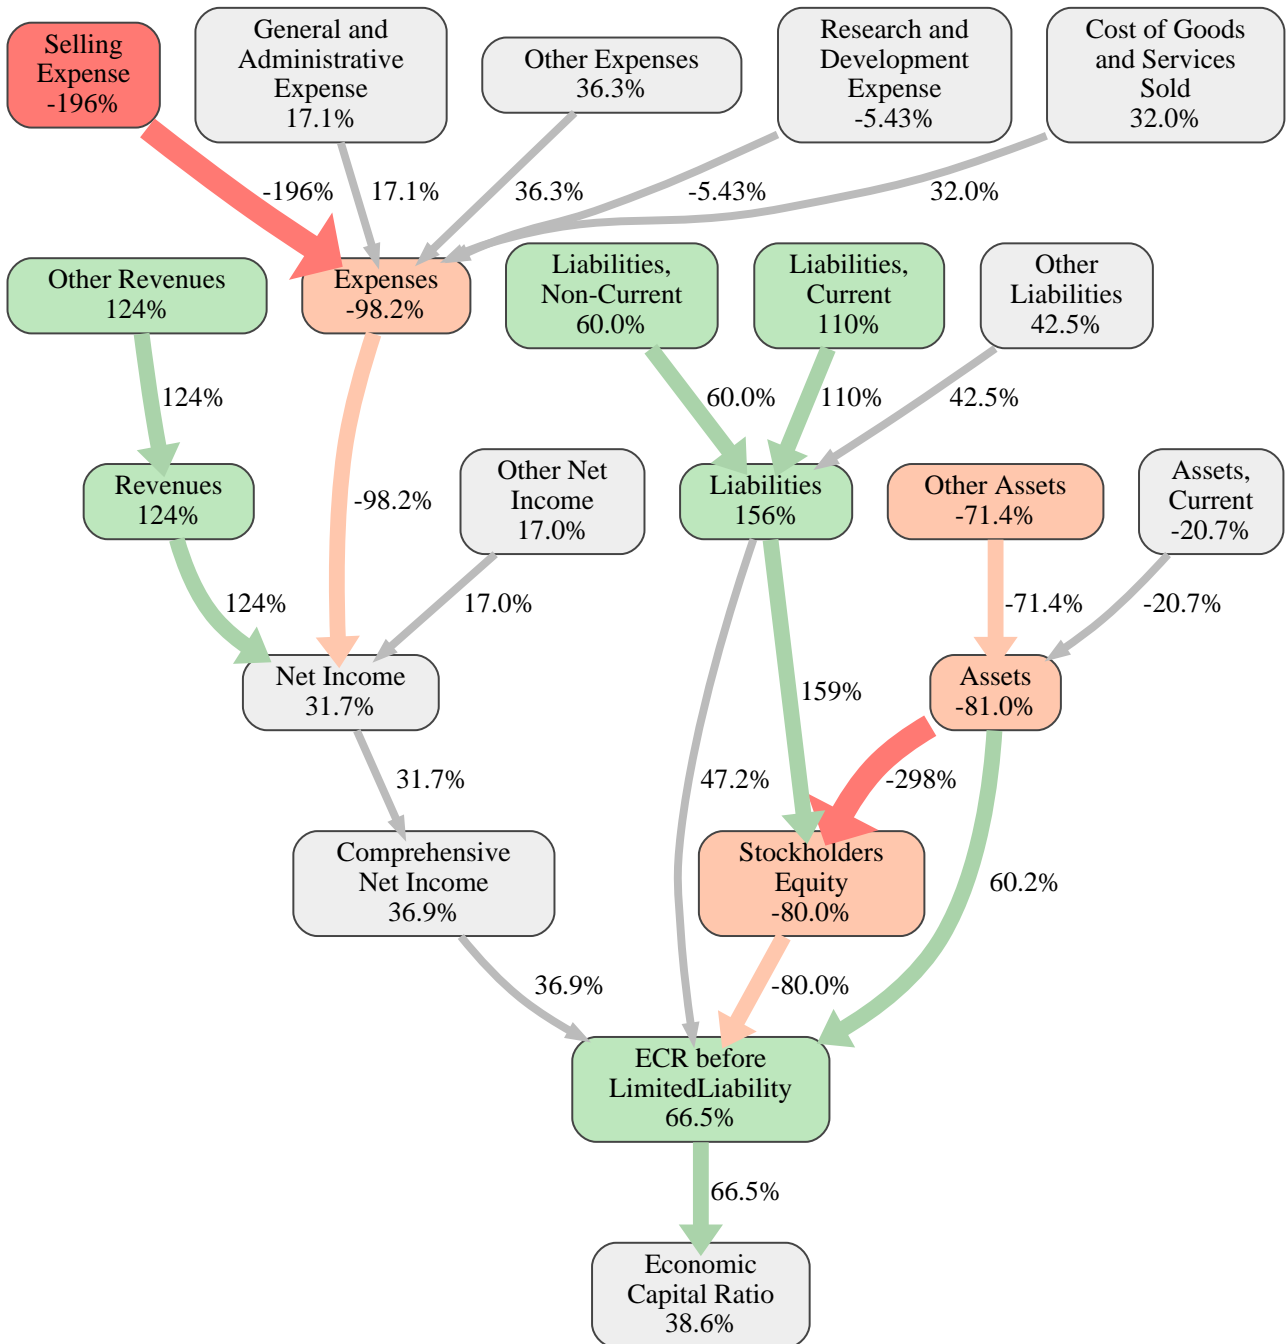 Selling
Expense
-196%
General and
Administrative
Expense
17.1%
Other Expenses
36.3%
Research and
Development
Expense
-5.43%
Cost of Goods
and Services
Sold
32.0%
-196%
17.1%
36.3%
-5.43%
32.0%
Other Revenues
124%
Expenses
-98.2%
Liabilities,
Non-Current
60.0%
Liabilities,
Current
110%
Other
Liabilities
42.5%
124%
-98.2%
60.0%
110%
42.5%
Revenues
124%
Other Net
Income
17.0%
Liabilities
156%
Other Assets
-71.4%
Assets,
Current
-20.7%
124%
17.0%
-71.4%
-20.7%
Net Income
31.7%
159%
Assets
-81.0%
31.7%
47.2%
-298%
60.2%
Comprehensive
Net Income
36.9%
Stockholders
Equity
-80.0%
36.9%
-80.0%
ECR before
LimitedLiability
66.5%
66.5%
Economic
Capital Ratio
38.6%